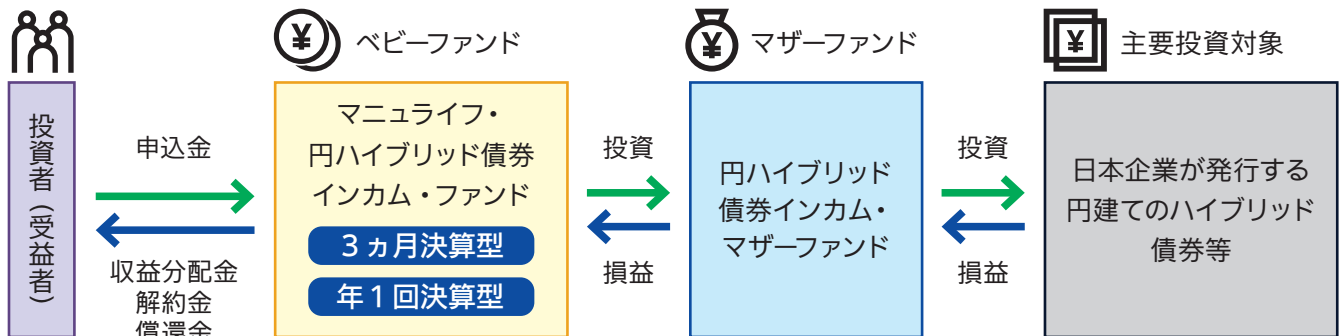 ベビーファンド
マザーファンド
主要投資対象
投資者（受益者）
申込金
収益分配金
解約金
償還金
マニュライフ・
円ハイブリッド債券
インカム・ファンド
3ヵ月決算型
年1回決算型
投資
損益
円ハイブリッド
債券インカム・
マザーファンド
投資
損益
日本企業が発行する
円建てのハイブリッド
債券等